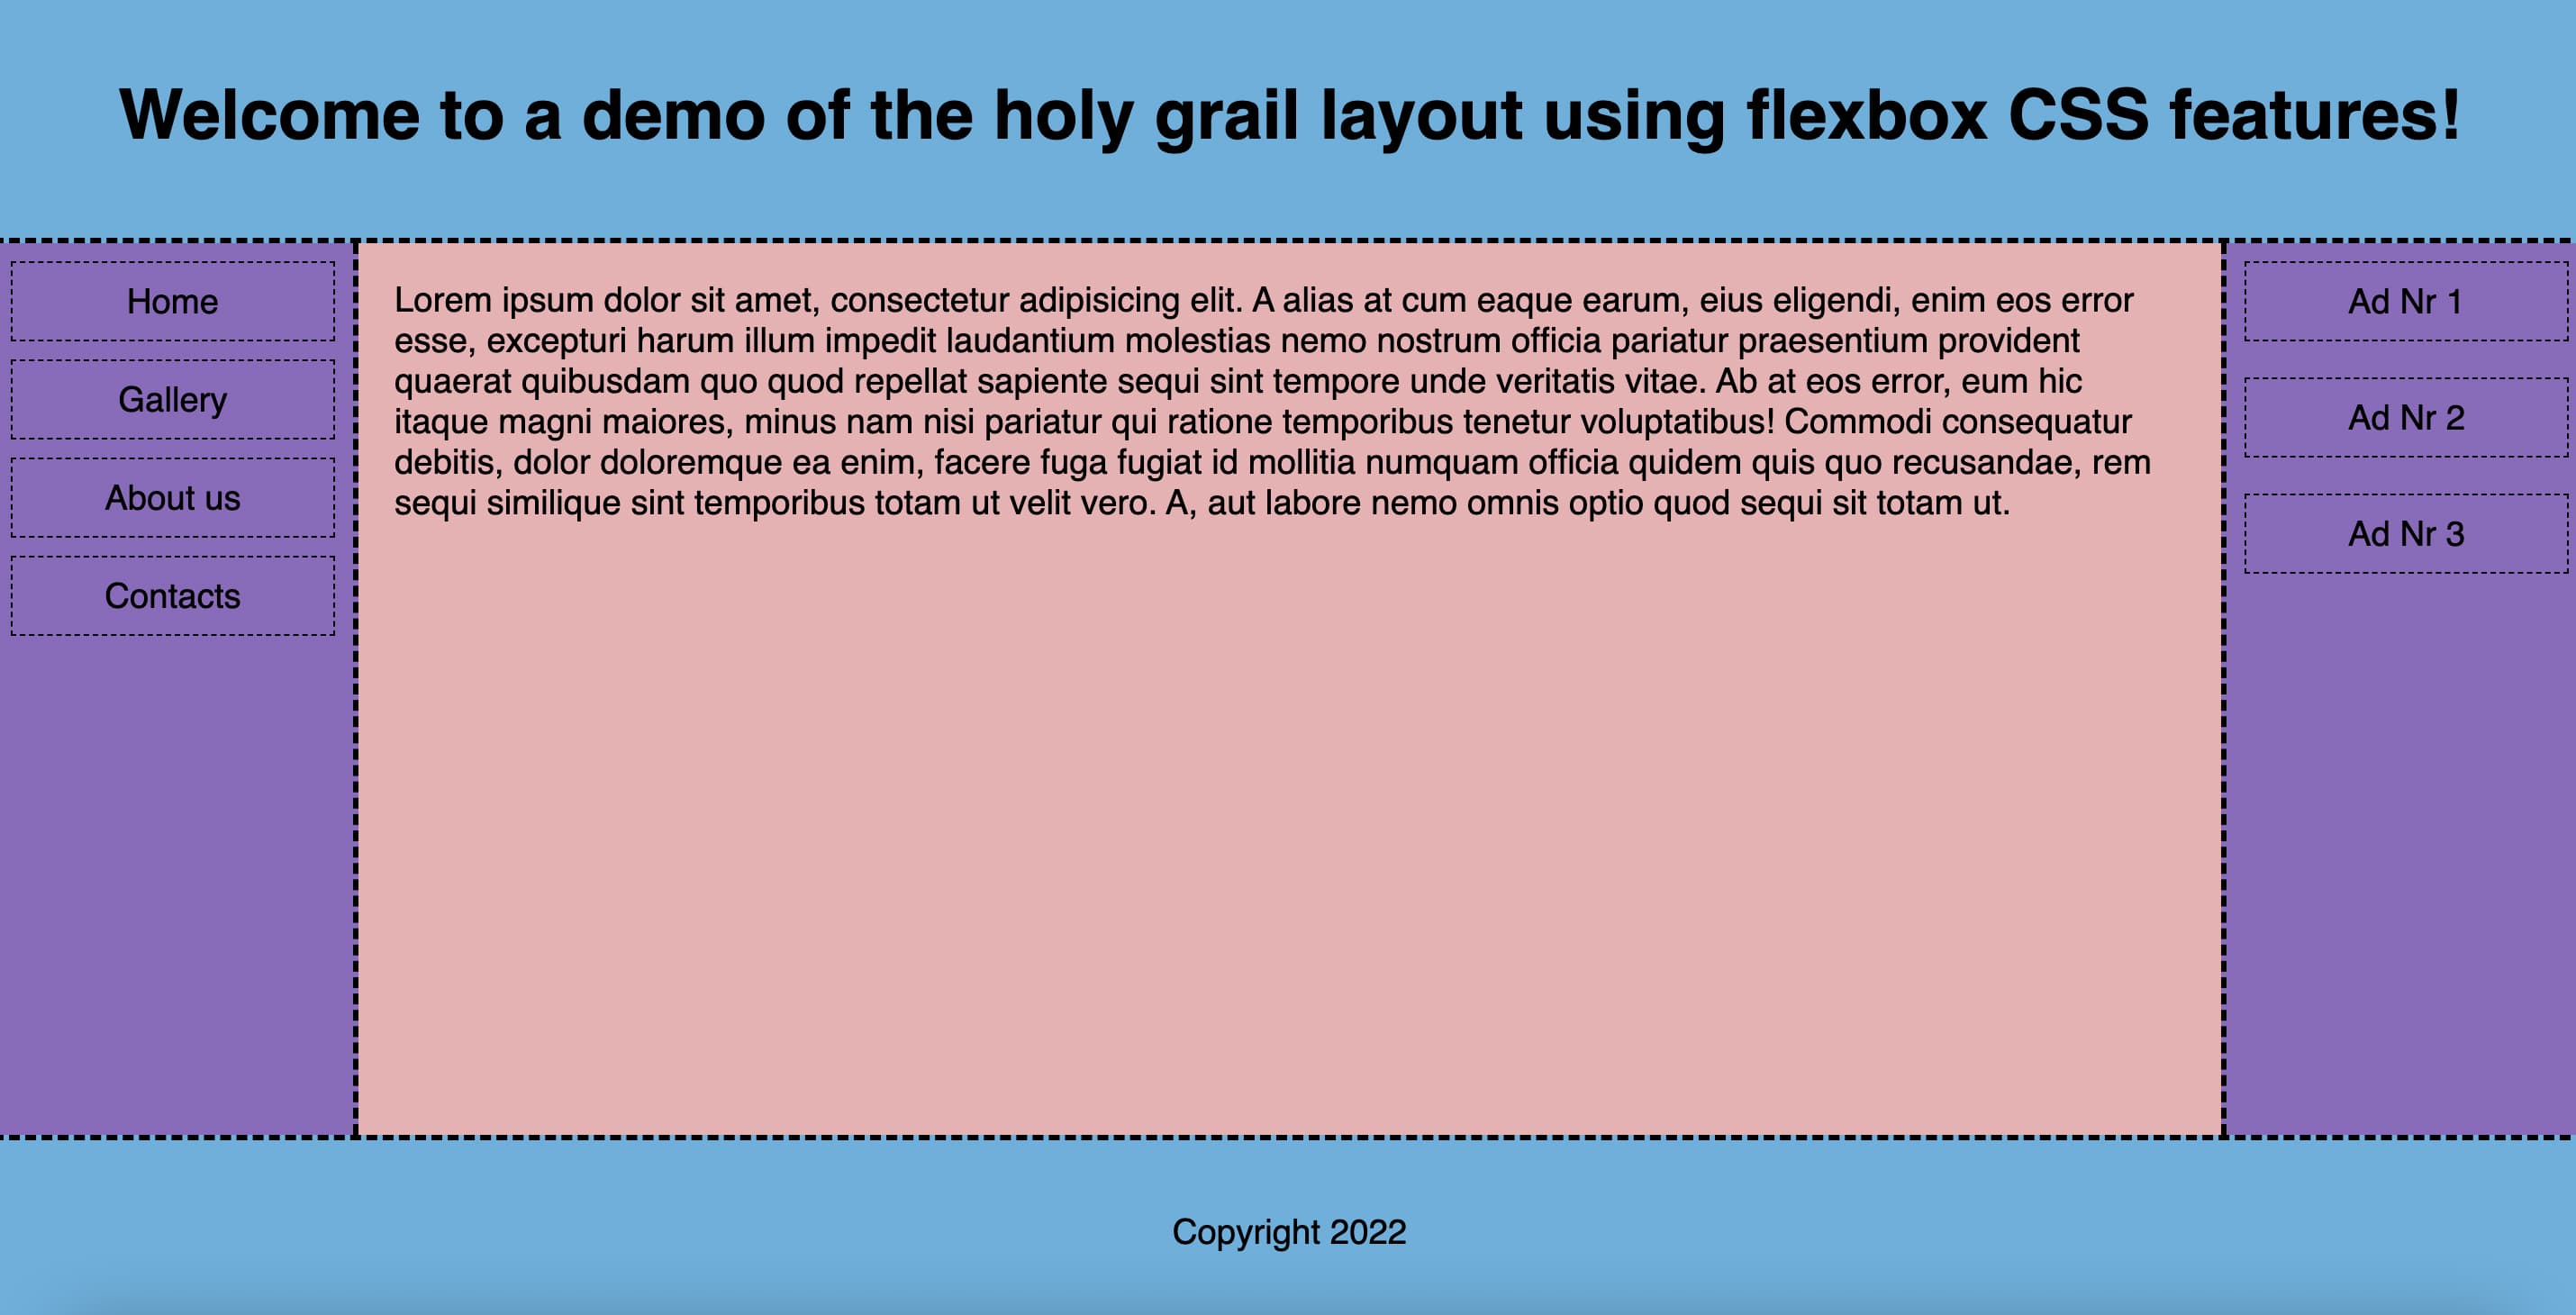 Welcome to a demo of the holy grail layout using flexbox CSS features!
Home
Gallery
About us
Contacts
Lorem ipsum dolor sit amet, consectetur adipisicing elit. A alias at cum eaque earum, eius eligendi, enim eos error
esse, excepturi harum illum impedit laudantium molestias nemo nostrum officia pariatur praesentium provident
quaerat quibusdam quo quod repellat sapiente sequi sint tempore unde veritatis vitae. Ab at eos error, eum hic
itaque magni maiores, minus nam nisi pariatur qui ratione temporibus tenetur voluptatibus! Commodi consequatur
debitis, dolor doloremque ea enim, facere fuga fugiat id mollitia numquam officia quidem quis quo recusandae, rem
sequi similique sint temporibus totam ut velit vero. A, aut labore nemo omnis optio quod sequi sit totam ut.
Ad Nr 1
Ad Nr 2
Ad Nr 3
Copyright 2022